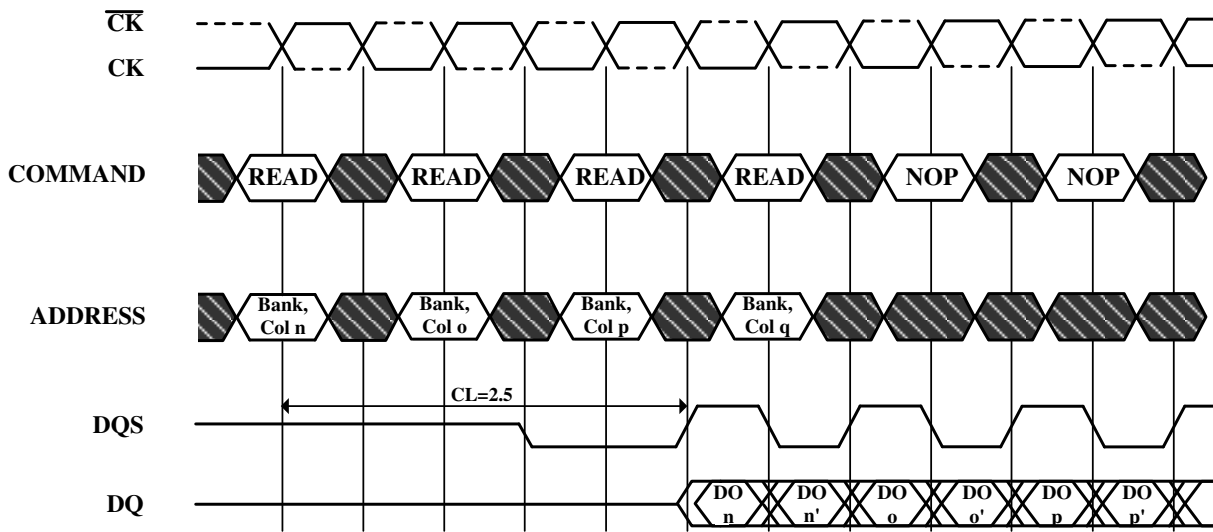 CK
CK
COMMAND READ READ READ READ NOP NOP
ADDRESS Bank, Col n Bank, Col o Bank, Col p Bank, Col q
CL=2.5
DQS
DQ DO n DO n' DO o DO o' DO p DO p'